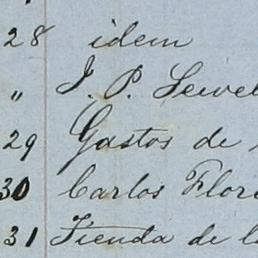 28 idem
" J. P. Sewel
29 Gastos de
30 Carlos Flore
31 Tienda de l